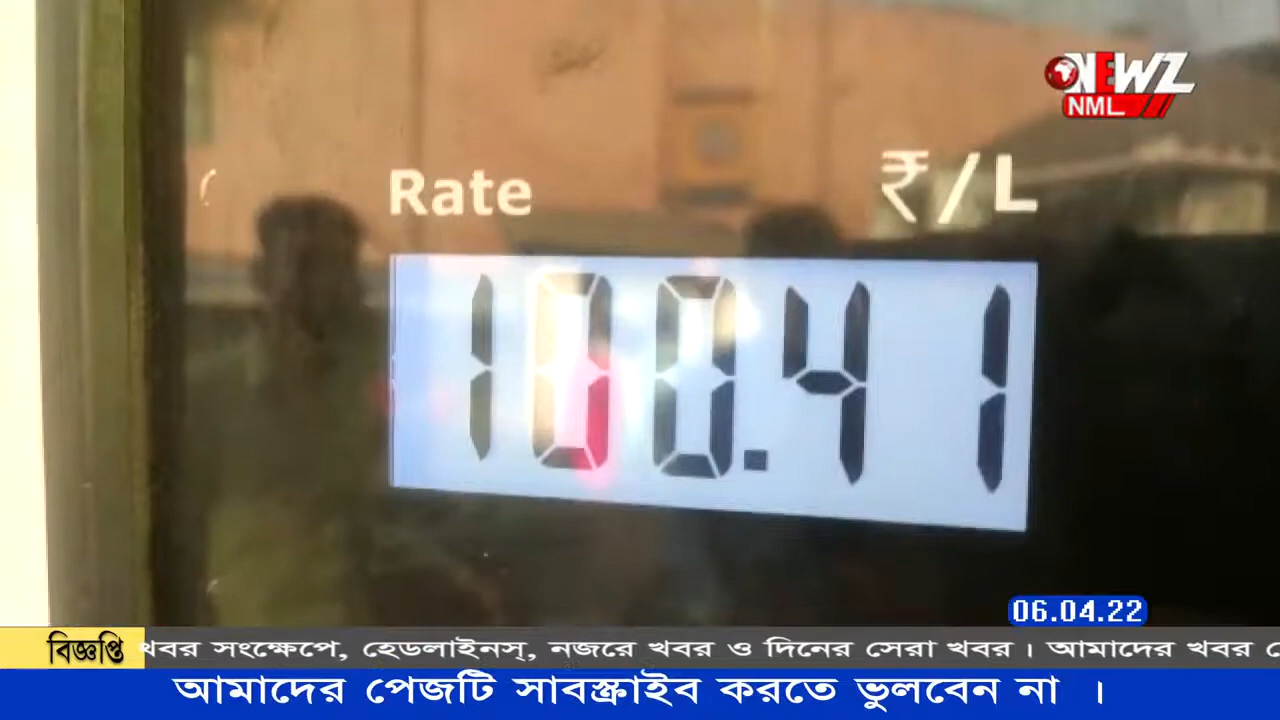 NEWZ
NML
Rate ₹/L
100.41
06.04.22
বিজ্ঞপ্তি
খবর সংক্ষেপে, হেডলাইনস্, নজরে খবর ও দিনের সেরা খবর। আমাদের খবর
আমাদের পেজটি সাবস্ক্রাইব করতে ভুলবেন না ।